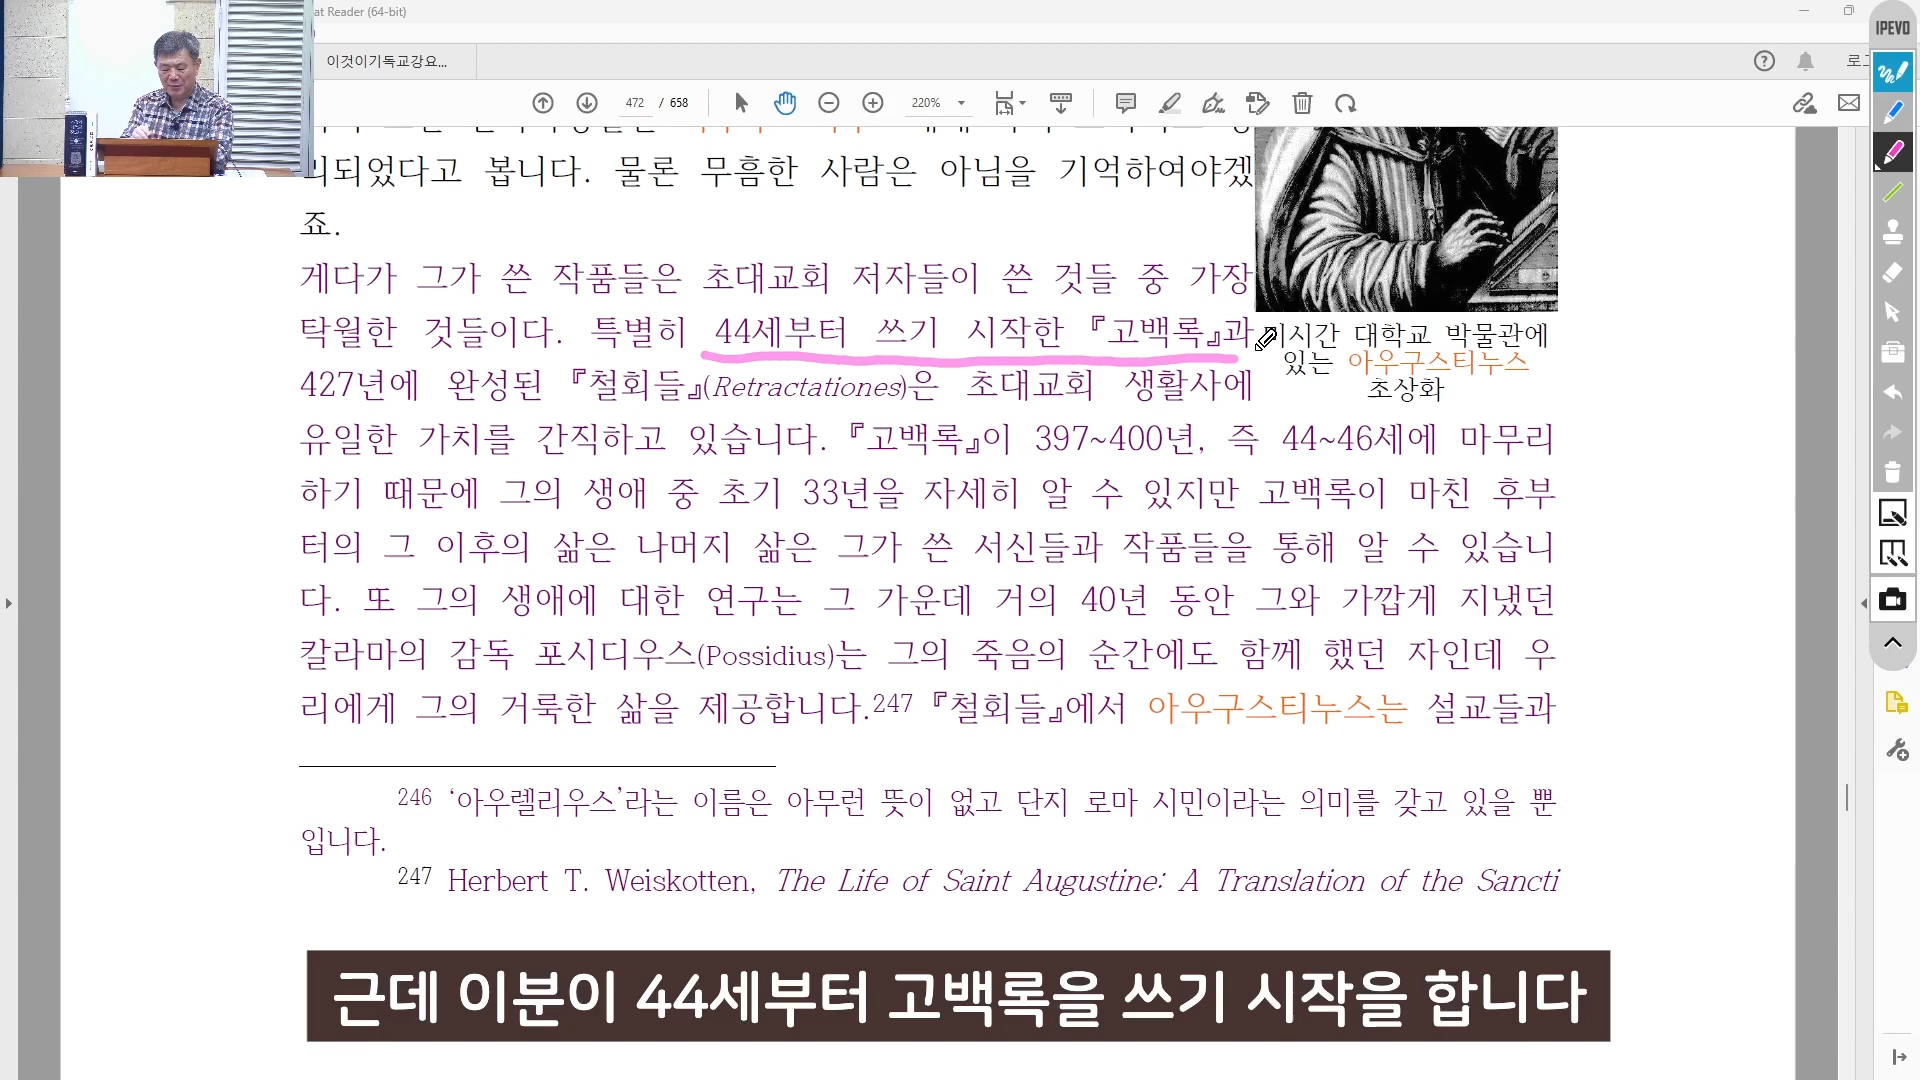 at Reader (64-bit)
이것이기독교강요...
472 / 658
220%
IPEVO
리되었다고 봅니다. 물론 무흠한 사람은 아님을 기억하여야겠
죠.
게다가 그가 쓴 작품들은 초대교회 저자들이 쓴 것들 중 가장
탁월한 것들이다. 특별히 44세부터 쓰기 시작한 『고백록』과
427년에 완성된 『철회들』(Retractationes)은 초대교회 생활사에
유일한 가치를 간직하고 있습니다. 『고백록』이 397~400년, 즉 44~46세에 마무리
하기 때문에 그의 생애 중 초기 33년을 자세히 알 수 있지만 고백록이 마친 후부
터의 그 이후의 삶은 나머지 삶은 그가 쓴 서신들과 작품들을 통해 알 수 있습니
다. 또 그의 생애에 대한 연구는 그 가운데 거의 40년 동안 그와 가깝게 지냈던
칼라마의 감독 포시디우스(Possidius)는 그의 죽음의 순간에도 함께 했던 자인데 우
리에게 그의 거룩한 삶을 제공합니다.247 『철회들』에서 아우구스티누스는 설교들과
미시간 대학교 박물관에
있는 아우구스티누스
초상화
246 ‘아우렐리우스’라는 이름은 아무런 뜻이 없고 단지 로마 시민이라는 의미를 갖고 있을 뿐
입니다.
247 Herbert T. Weiskotten, The Life of Saint Augustine: A Translation of the Sancti
근데 이분이 44세부터 고백록을 쓰기 시작을 합니다